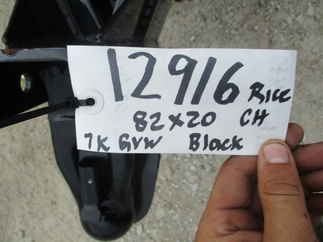 12916 Rice
82x20 CH
7K GVW Black